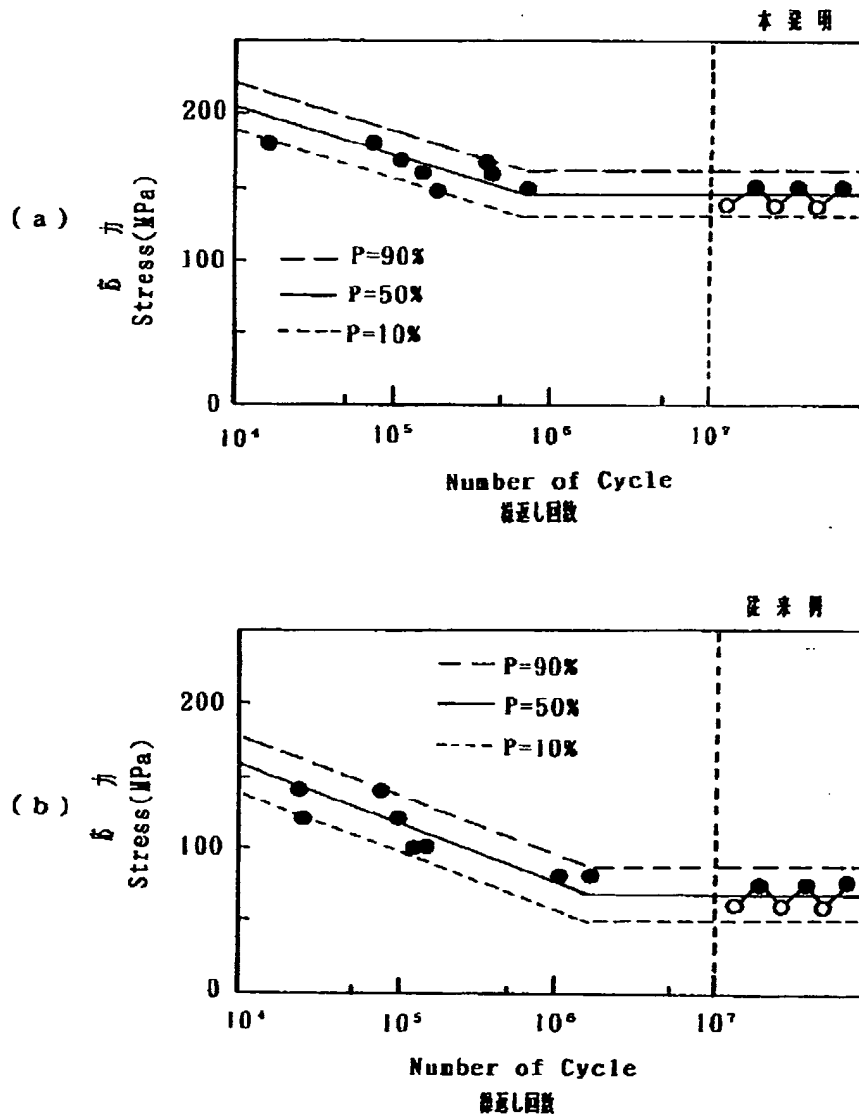 本 発 明
(a)
応 力
Stress(MPa)
200
100
0
P=90%
P=50%
P=10%
10⁴
10⁵
10⁶
10⁷
Number of Cycle
繰返し回数
従 来 例
(b)
応 力
Stress(MPa)
200
100
0
P=90%
P=50%
P=10%
10⁴
10⁵
10⁶
10⁷
Number of Cycle
繰返し回数